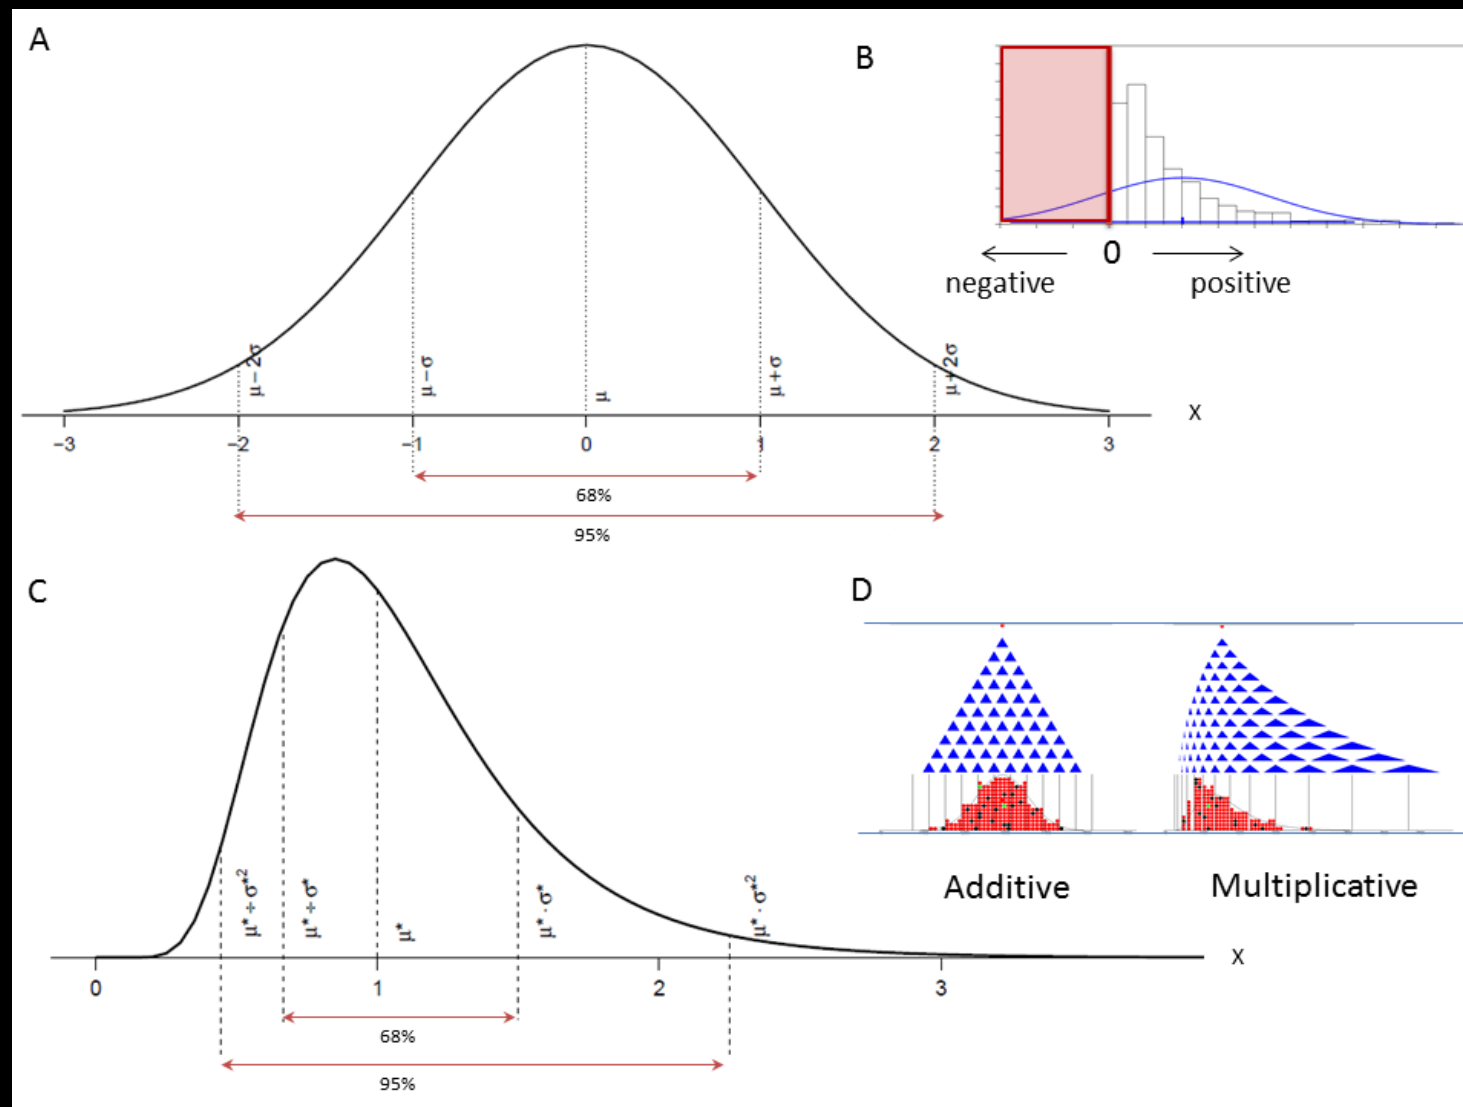 A
B
0
negative
positive
μ − 2σ
μ − σ
μ
μ + σ
μ + 2σ
X
−3
−2
−1
0
1
2
3
68%
95%
C
D
μ* ÷ σ*²
μ* ÷ σ*
μ*
μ* · σ*
μ* · σ*²
X
0
1
2
3
68%
95%
Additive
Multiplicative